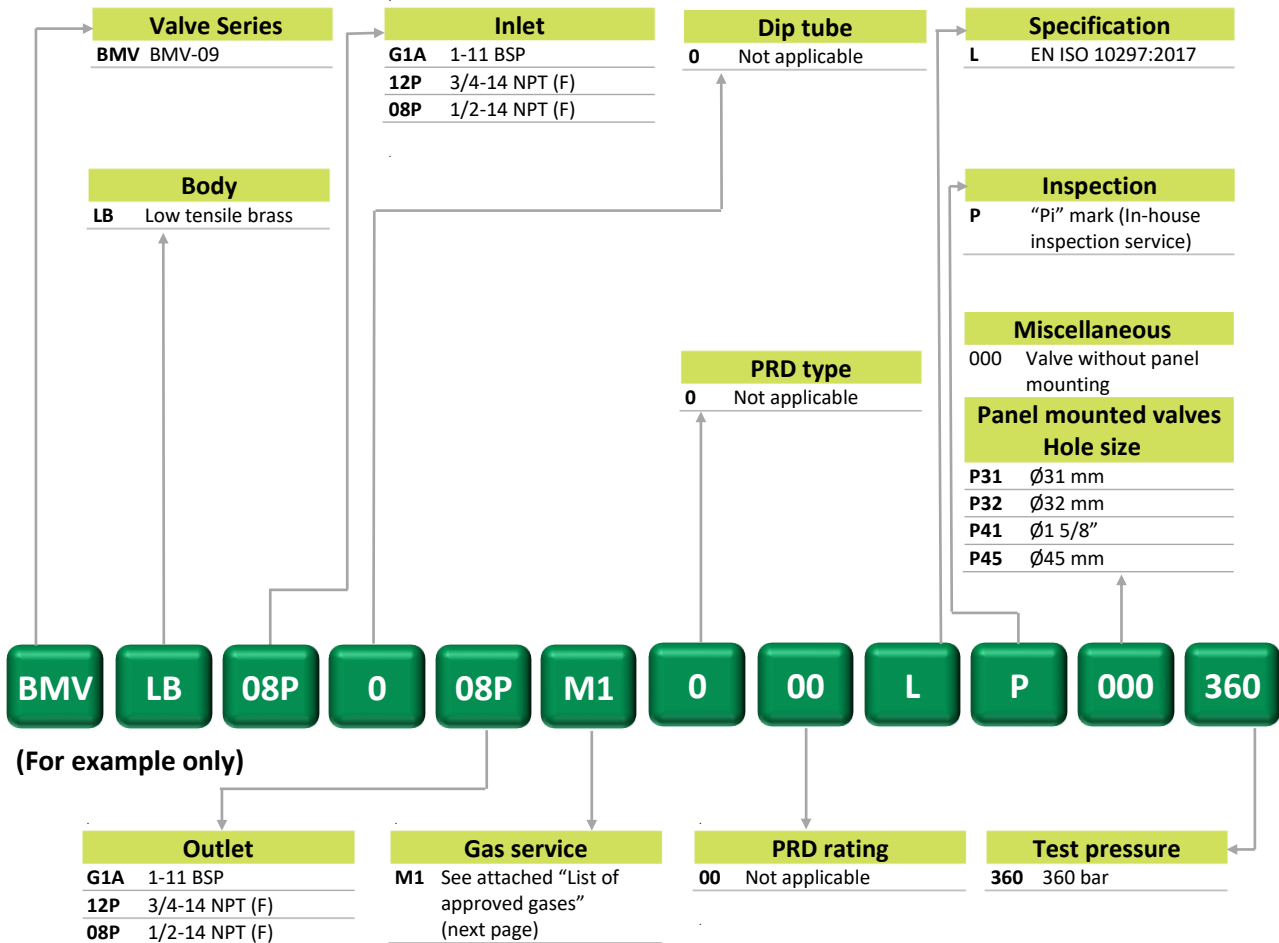 Valve Series
BMV BMV-09
Inlet
G1A 1-11 BSP
12P 3/4-14 NPT (F)
08P 1/2-14 NPT (F)
Dip tube
0 Not applicable
Specification
L EN ISO 10297:2017
Body
LB Low tensile brass
Inspection
P “Pi” mark (In-house
inspection service)
PRD type
0 Not applicable
Miscellaneous
000 Valve without panel
mounting
Panel mounted valves
Hole size
P31 Ø31 mm
P32 Ø32 mm
P41 Ø1 5/8”
P45 Ø45 mm
BMV LB 08P 0 08P M1 0 00 L P 000 360
(For example only)
Outlet
G1A 1-11 BSP
12P 3/4-14 NPT (F)
08P 1/2-14 NPT (F)
Gas service
M1 See attached “List of
approved gases”
(next page)
PRD rating
00 Not applicable
Test pressure
360 360 bar